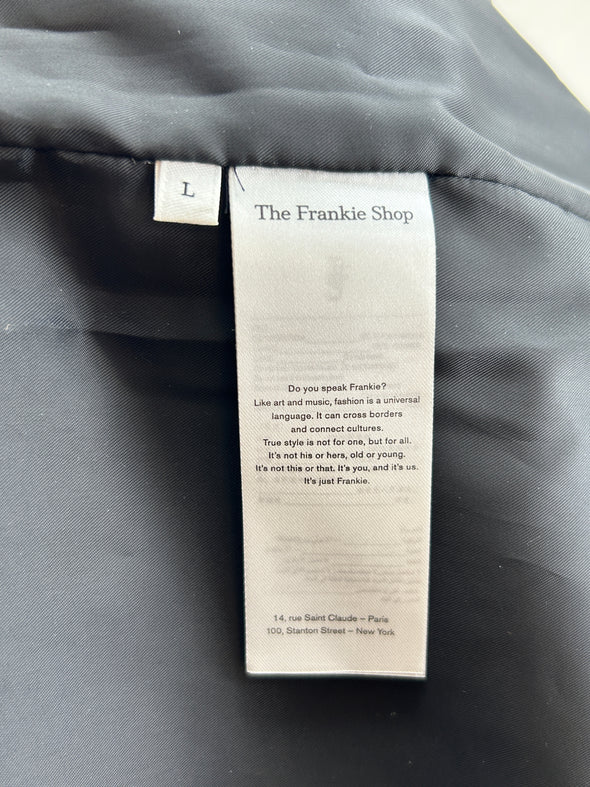 L
The Frankie Shop
Do you speak Frankie?
Like art and music, fashion is a universal
language. It can cross borders
and connect cultures.
True style is not for one, but for all.
It's not his or hers, old or young.
It's not this or that. It's you, and it's us.
It's just Frankie.
14, rue Saint Claude – Paris
100, Stanton Street – New York